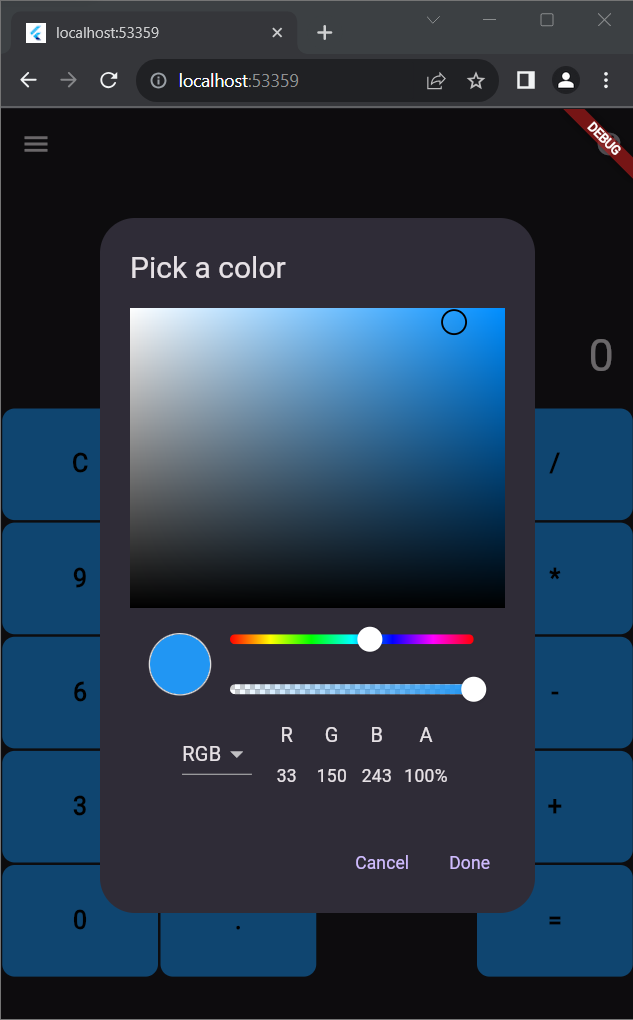 localhost:53359
localhost:53359
DEBUG
Pick a color
0
C /
9 *
6 -
3 +
RGB
R G B A
33 150 243 100%
Cancel Done
0 . =